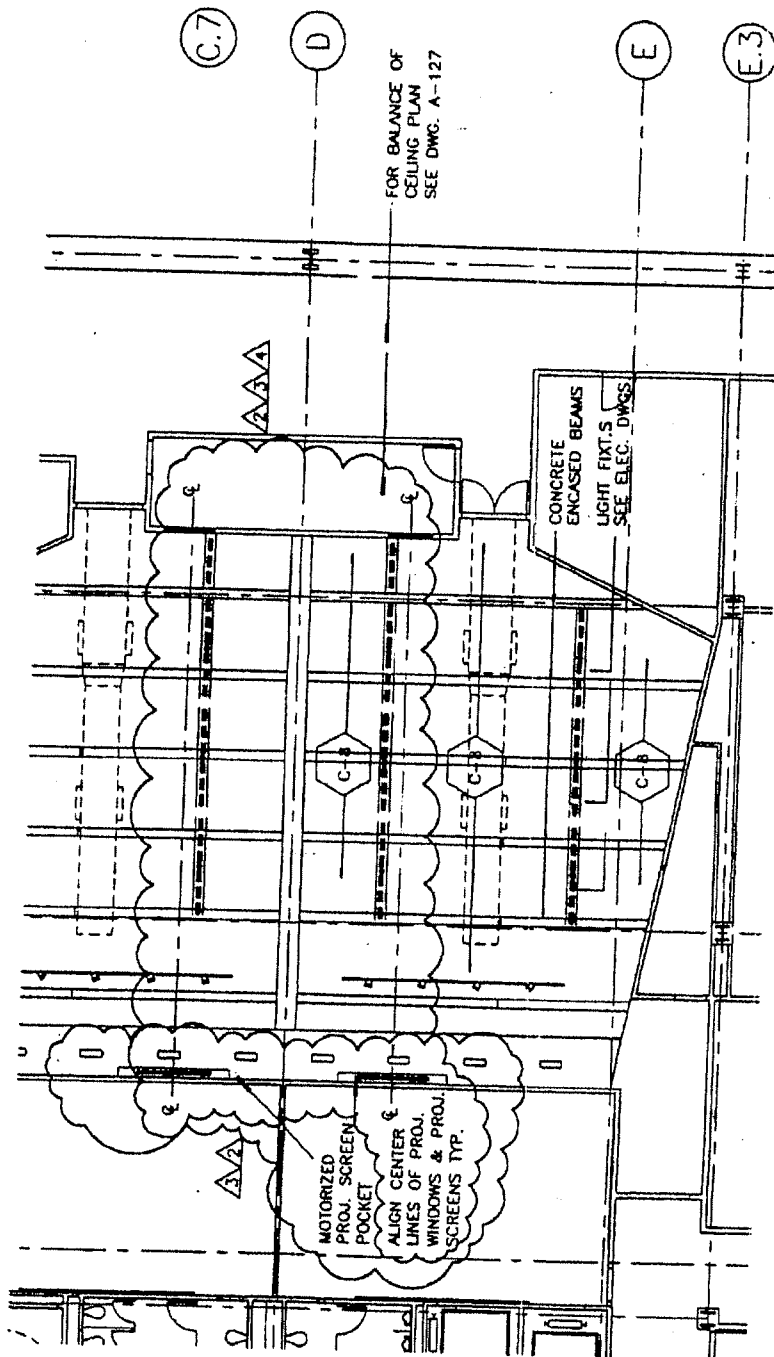 C.7
D
FOR BALANCE OF
CEILING PLAN
SEE DWG. A-127
E
E.3
2 3 4
℄
℄
CONCRETE
ENCASED BEAMS
LIGHT FIXT.S
SEE ELEC. DWGS
C-8
C-8
C-8
℄
℄
3 2
MOTORIZED
PROJ. SCREEN
POCKET
ALIGN CENTER
LINES OF PROJ.
WINDOWS & PROJ.
SCREENS TYP.